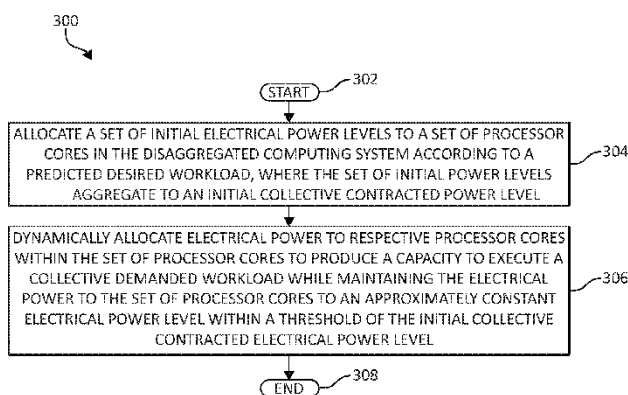 300
302
START
ALLOCATE A SET OF INITIAL ELECTRICAL POWER LEVELS TO A SET OF PROCESSOR
CORES IN THE DISAGGREGATED COMPUTING SYSTEM ACCORDING TO A
PREDICTED DESIRED WORKLOAD, WHERE THE SET OF INITIAL POWER LEVELS
AGGREGATE TO AN INITIAL COLLECTIVE CONTRACTED POWER LEVEL
304
DYNAMICALLY ALLOCATE ELECTRICAL POWER TO RESPECTIVE PROCESSOR CORES
WITHIN THE SET OF PROCESSOR CORES TO PRODUCE A CAPACITY TO EXECUTE A
COLLECTIVE DEMANDED WORKLOAD WHILE MAINTAINING THE ELECTRICAL
POWER TO THE SET OF PROCESSOR CORES TO AN APPROXIMATELY CONSTANT
ELECTRICAL POWER LEVEL WITHIN A THRESHOLD OF THE INITIAL COLLECTIVE
CONTRACTED ELECTRICAL POWER LEVEL
306
308
END